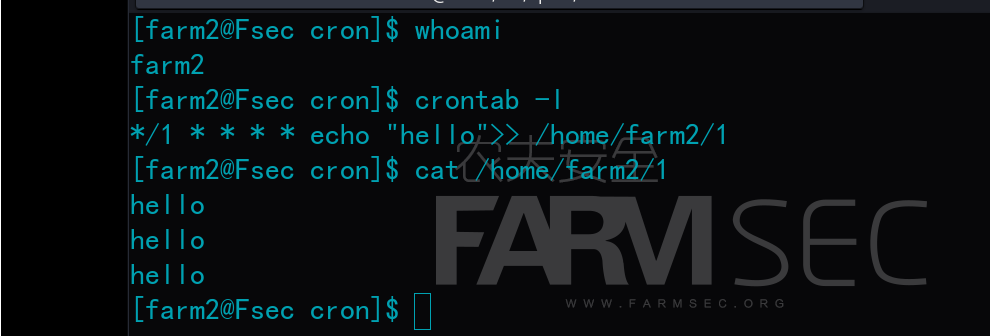 [farm2@Fsec cron]$ whoami
farm2
[farm2@Fsec cron]$ crontab -l
*/1 * * * * echo "hello">> /home/farm2/1
[farm2@Fsec cron]$ cat /home/farm2/1
农夫安全
hello
hello
hello
FARMSEC
WWW.FARMSEC.ORG
[farm2@Fsec cron]$